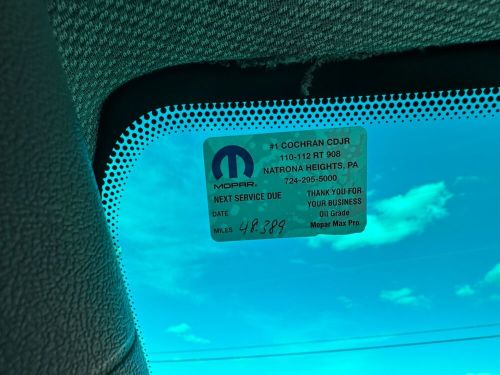 #1 COCHRAN CDJR
110-112 RT 908
NATRONA HEIGHTS, PA
724-295-5000
MOPAR®
NEXT SERVICE DUE
DATE
MILES 48.389
THANK YOU FOR
YOUR BUSINESS
Oil Grade
Mopar Max Pro